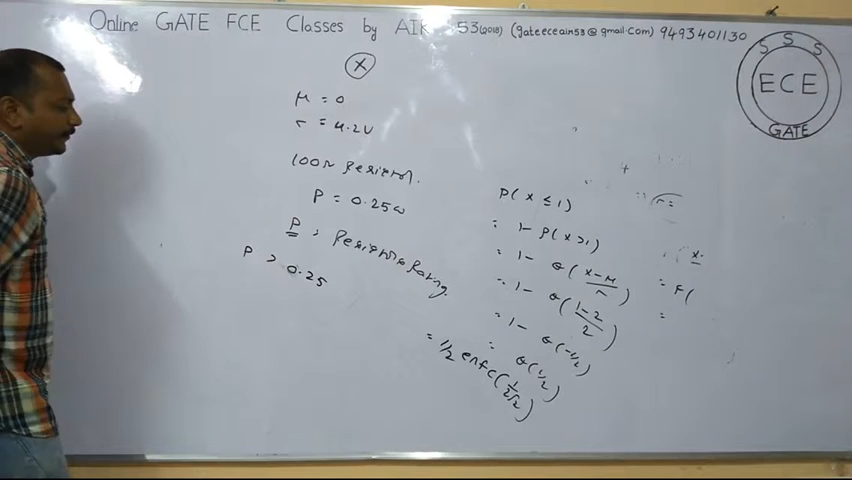 Online GATE ECE Classes by AIR 53(2018) (gateeceair53@gmail.com) 9493401130
SSS
ECE
GATE
X
μ = 0
σ = 4.2V
100Ω Resistor.
P = 0.25ω
P > Resistors Rating.
P > 0.25
P(x ≤ 1)
= 1- P(x>1)
= 1- Q(x-μ/σ)
= 1- Q(1-2/2)
= 1- Q(-1/2)
= Q(1/2)
= 1/2 erfc(1/2√2)
σ=
x-
= F(
=